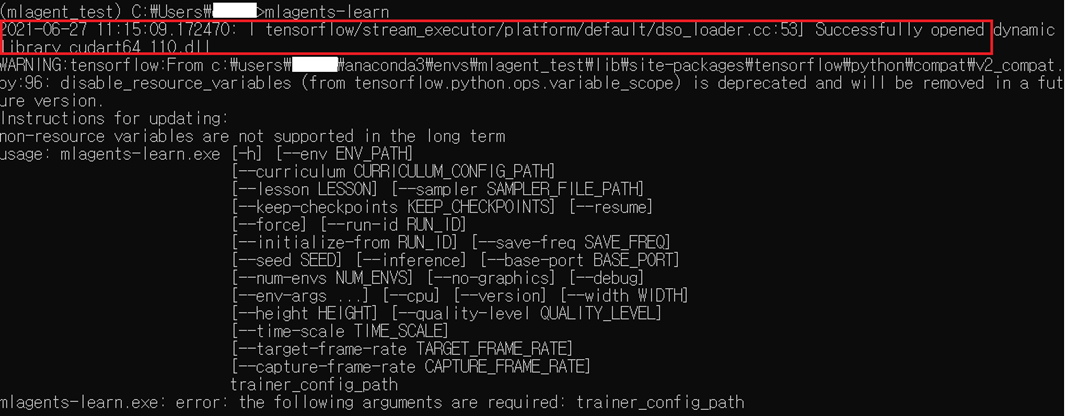 (mlagent_test) C:₩Users₩>mlagents-learn
2021-06-27 11:15:09.172470: I tensorflow/stream_executor/platform/default/dso_loader.cc:53] Successfully opened dynamic
library cudart64_110.dll
WARNING:tensorflow:From c:₩users₩₩anaconda3₩envs₩mlagent_test₩lib₩site-packages₩tensorflow₩python₩compat₩v2_compat.
py:96: disable_resource_variables (from tensorflow.python.ops.variable_scope) is deprecated and will be removed in a fut
ure version.
Instructions for updating:
non-resource variables are not supported in the long term
usage: mlagents-learn.exe [-h] [--env ENV_PATH]
[--curriculum CURRICULUM_CONFIG_PATH]
[--lesson LESSON] [--sampler SAMPLER_FILE_PATH]
[--keep-checkpoints KEEP_CHECKPOINTS] [--resume]
[--force] [--run-id RUN_ID]
[--initialize-from RUN_ID] [--save-freq SAVE_FREQ]
[--seed SEED] [--inference] [--base-port BASE_PORT]
[--num-envs NUM_ENVS] [--no-graphics] [--debug]
[--env-args ...] [--cpu] [--version] [--width WIDTH]
[--height HEIGHT] [--quality-level QUALITY_LEVEL]
[--time-scale TIME_SCALE]
[--target-frame-rate TARGET_FRAME_RATE]
[--capture-frame-rate CAPTURE_FRAME_RATE]
trainer_config_path
mlagents-learn.exe: error: the following arguments are required: trainer_config_path